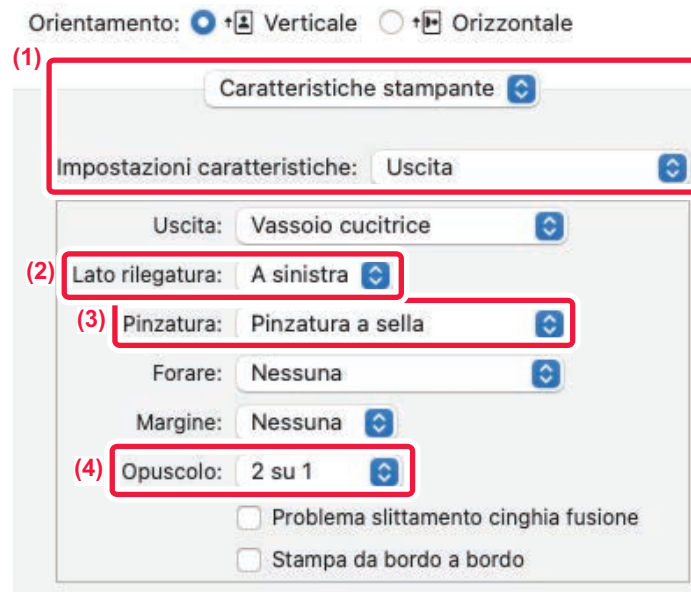 Orientamento: Verticale Orizzontale
(1)
Caratteristiche stampante
Impostazioni caratteristiche: Uscita
Uscita: Vassoio cucitrice
(2) Lato rilegatura: A sinistra
(3) Pinzatura: Pinzatura a sella
Forare: Nessuna
Margine: Nessuna
(4) Opuscolo: 2 su 1
Problema slittamento cinghia fusione
Stampa da bordo a bordo